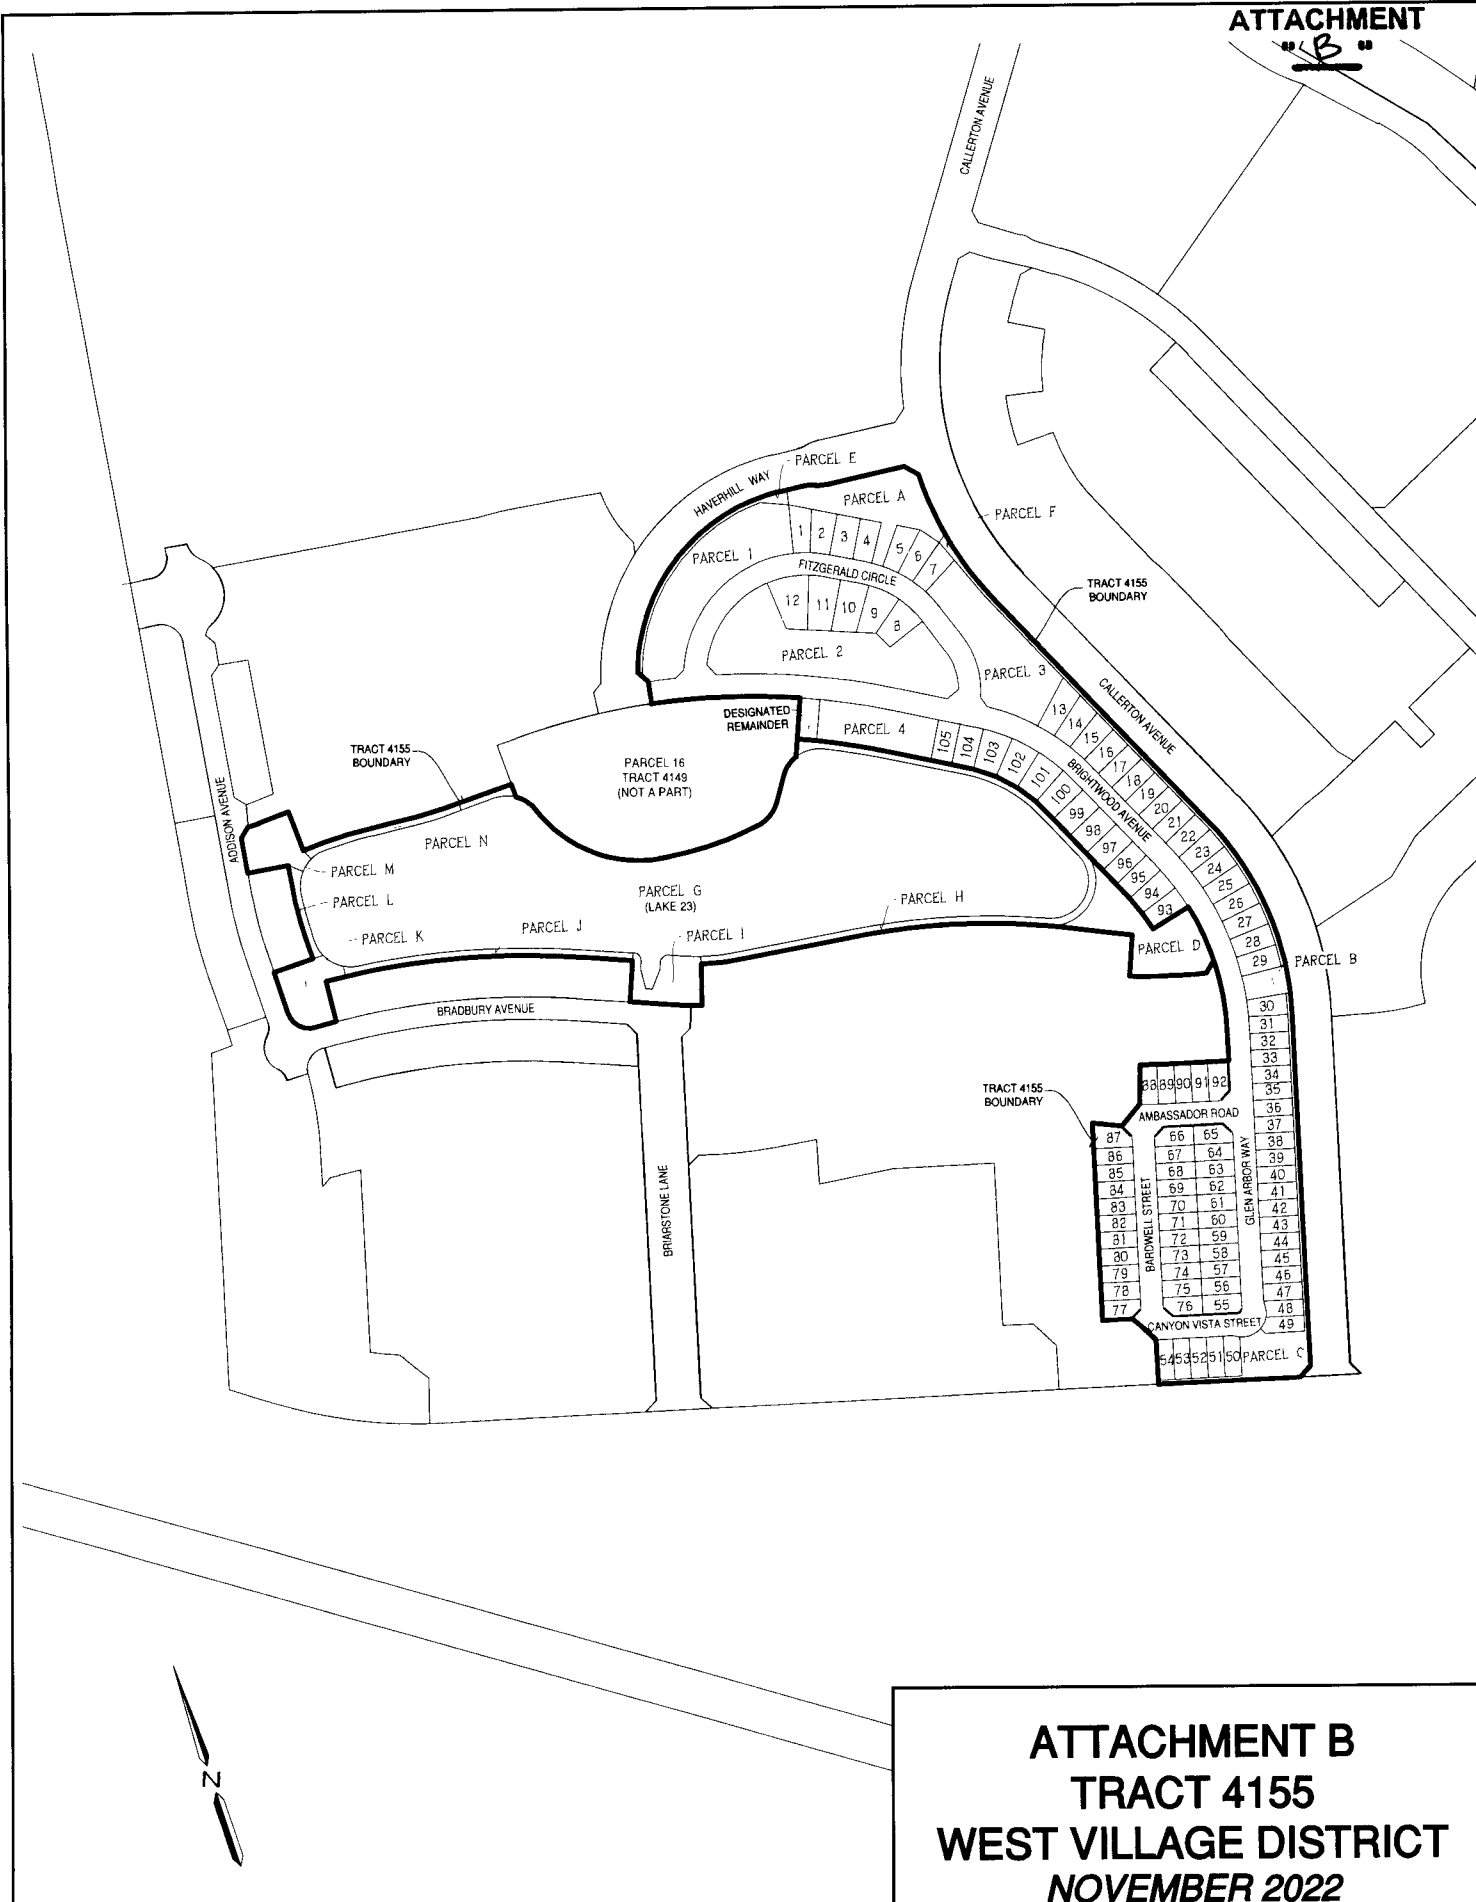 ATTACHMENT
"B"
CALLERTON AVENUE
PARCEL E
HAVERHILL WAY
PARCEL A
PARCEL F
PARCEL 1
1
2
3
4
5
6
7
FITZGERALD CIRCLE
TRACT 4155
BOUNDARY
12
11
10
9
8
PARCEL 2
PARCEL 3
CALLERTON AVENUE
DESIGNATED
REMAINDER
PARCEL 4
13
14
15
16
17
18
19
20
21
22
23
24
25
26
27
28
29
105
104
103
102
101
100
99
98
97
96
95
94
93
BRIGHTWOOD AVENUE
TRACT 4155
BOUNDARY
PARCEL 16
TRACT 4149
(NOT A PART)
ADDISON AVENUE
PARCEL N
PARCEL M
PARCEL L
PARCEL K
PARCEL J
PARCEL G
(LAKE 23)
PARCEL H
PARCEL I
PARCEL D
PARCEL B
BRADBURY AVENUE
BRIARSTONE LANE
30
31
32
33
34
35
36
37
38
39
40
41
42
43
44
45
46
47
48
49
TRACT 4155
BOUNDARY
88 89 90 91 92
AMBASSADOR ROAD
87
86
85
84
83
82
81
80
79
78
77
BARDWELL STREET
66 65
67 64
68 63
69 62
70 61
71 60
72 59
73 58
74 57
75 56
76 55
GLEN ARBOR WAY
CANYON VISTA STREET
54 53 52 51 50 PARCEL C
N
ATTACHMENT B
TRACT 4155
WEST VILLAGE DISTRICT
NOVEMBER 2022